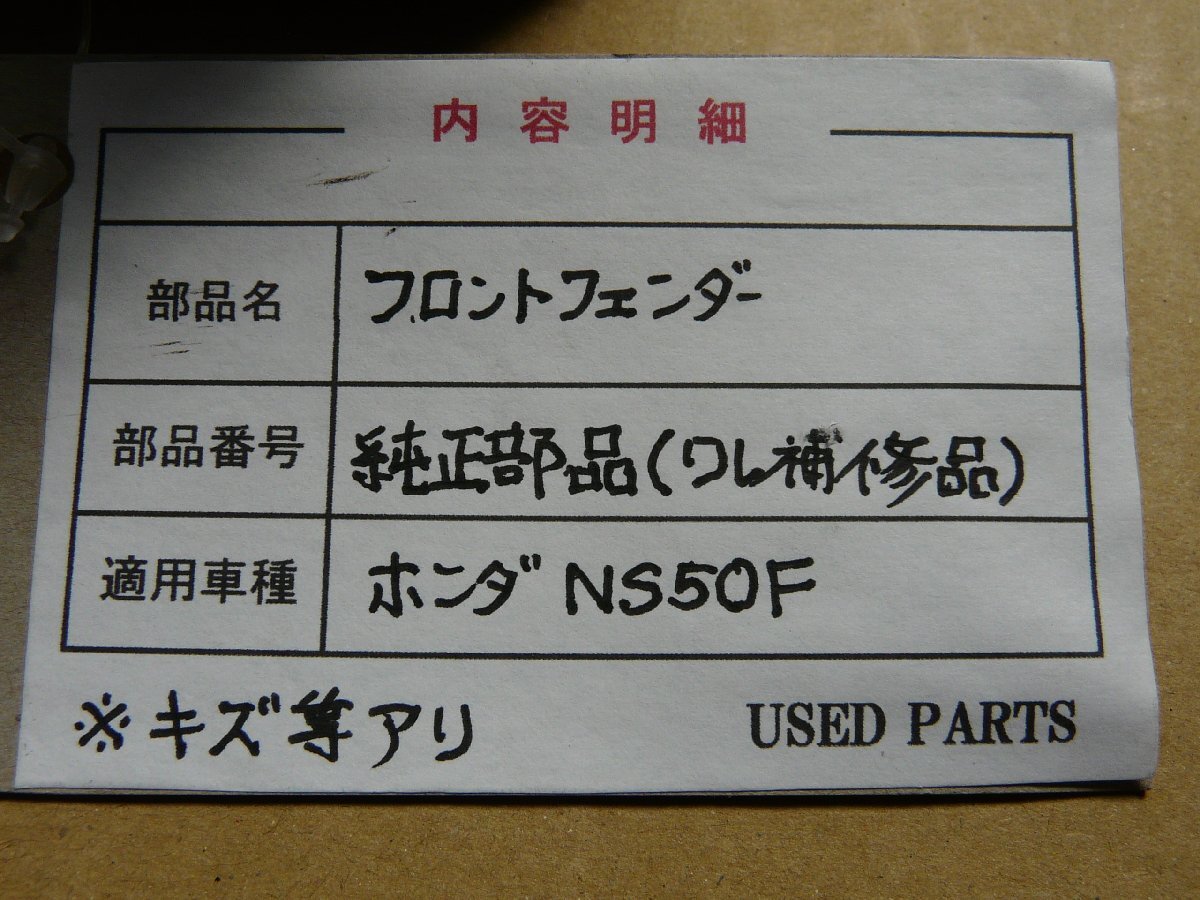 内容明細
部品名 フロントフェンダー
部品番号 純正部品(ワレ補修品)
適用車種 ホンダ NS50F
※キズ等アリ USED PARTS